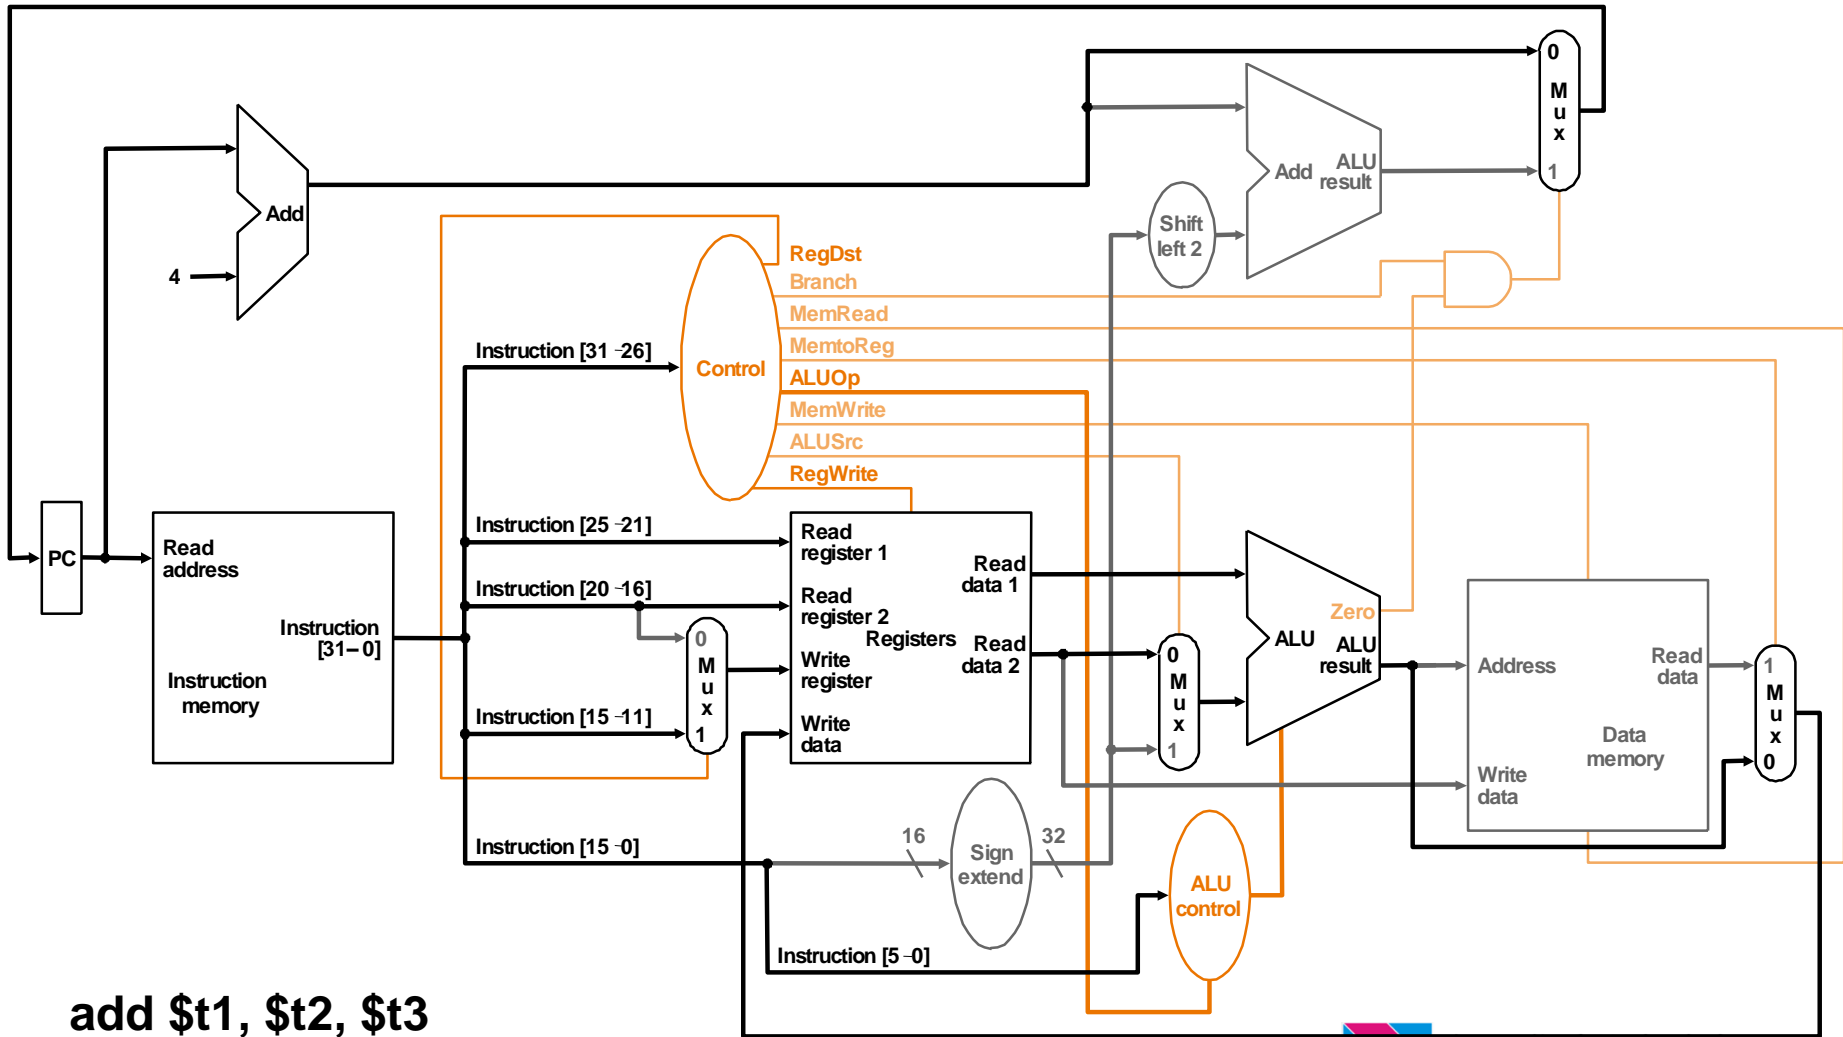 0
M
u
x
1
Add
ALU
result
Shift
left 2
Add
4
RegDst
Branch
MemRead
MemtoReg
ALUOp
MemWrite
ALUSrc
RegWrite
Control
Instruction [31–26]
Instruction [25–21]
Instruction [20–16]
Instruction [15–11]
Instruction [15–0]
Instruction [5–0]
PC
Read
address
Instruction
[31–0]
Instruction
memory
0
M
u
x
1
Read
register 1
Read
register 2
Write
register
Write
data
Registers
Read
data 1
Read
data 2
0
M
u
x
1
Zero
ALU
ALU
result
Address
Write
data
Read
data
Data
memory
1
M
u
x
0
16
Sign
extend
32
ALU
control
add $t1, $t2, $t3